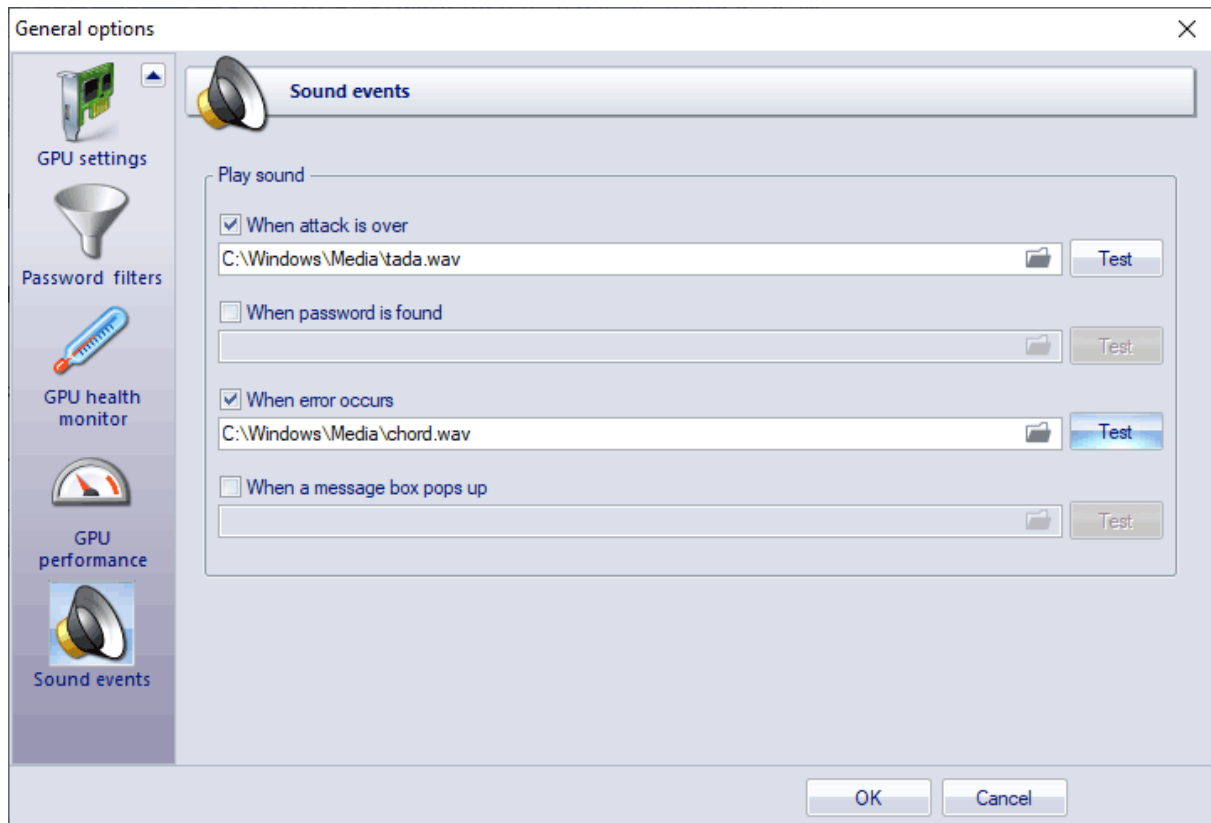 General options
GPU settings
Password filters
GPU health
monitor
GPU
performance
Sound events
Sound events
Play sound
When attack is over
C:\Windows\Media\tada.wav
Test
When password is found
Test
When error occurs
C:\Windows\Media\chord.wav
Test
When a message box pops up
Test
OK
Cancel